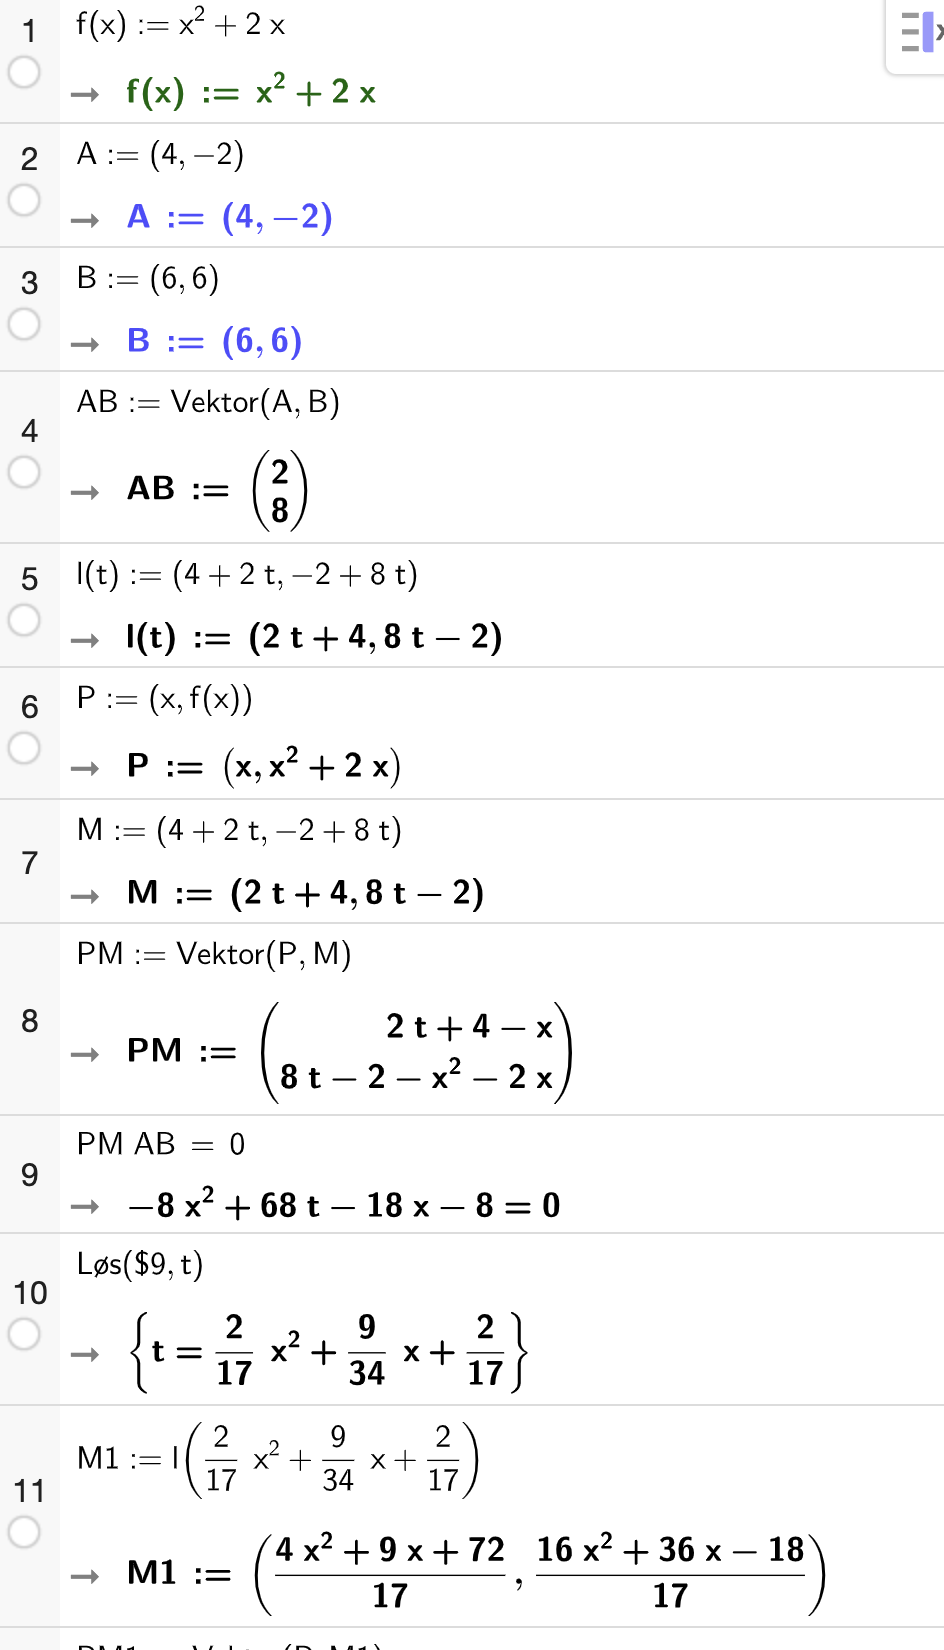 1 f(x) := x² + 2 x
→ f(x) := x² + 2 x
2 A := (4, −2)
→ A := (4, −2)
3 B := (6, 6)
→ B := (6, 6)
4 AB := Vektor(A, B)
→ AB := (2
8)
5 l(t) := (4 + 2 t, −2 + 8 t)
→ l(t) := (2 t + 4, 8 t − 2)
6 P := (x, f(x))
→ P := (x, x² + 2 x)
7 M := (4 + 2 t, −2 + 8 t)
→ M := (2 t + 4, 8 t − 2)
8 PM := Vektor(P, M)
→ PM := (2 t + 4 − x
8 t − 2 − x² − 2 x)
9 PM AB = 0
→ −8 x² + 68 t − 18 x − 8 = 0
10 Løs($9, t)
→ {t = 2/17 x² + 9/34 x + 2/17}
11 M1 := l(2/17 x² + 9/34 x + 2/17)
→ M1 := ((4 x² + 9 x + 72)/17, (16 x² + 36 x − 18)/17)